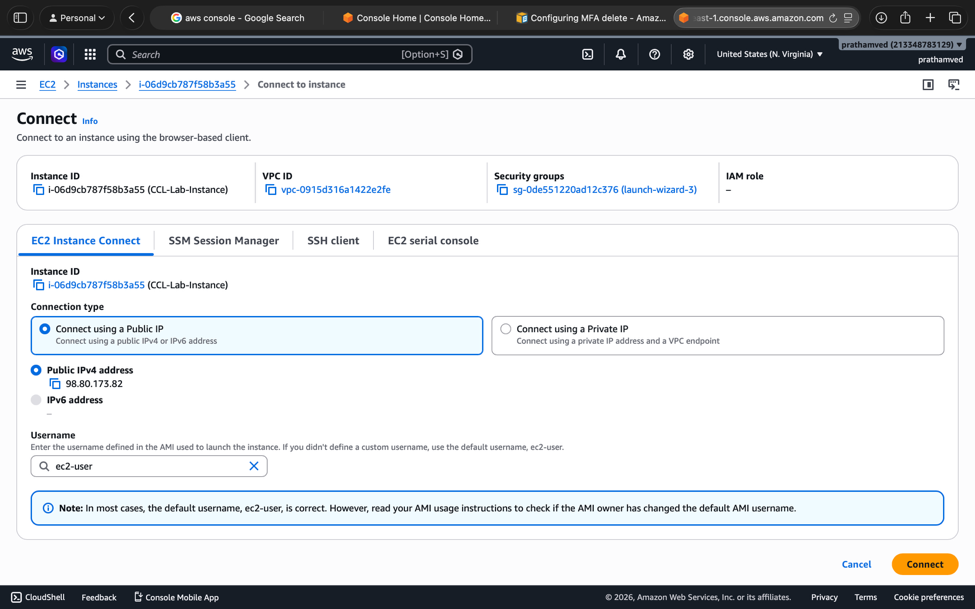 Personal
aws console - Google Search
Console Home | Console Home...
Configuring MFA delete - Amaz...
-1.console.aws.amazon.com
aws
Search
[Option+S]
United States (N. Virginia)
prathamved (213348783129)
prathamved
EC2
Instances
i-06d9cb787f58b3a55
Connect to instance
Connect Info
Connect to an instance using the browser-based client.
Instance ID
i-06d9cb787f58b3a55 (CCL-Lab-Instance)
VPC ID
vpc-0915d316a1422e2fe
Security groups
sg-0de551220ad12c376 (launch-wizard-3)
IAM role
–
EC2 Instance Connect
SSM Session Manager
SSH client
EC2 serial console
Instance ID
i-06d9cb787f58b3a55 (CCL-Lab-Instance)
Connection type
Connect using a Public IP
Connect using a public IPv4 or IPv6 address
Connect using a Private IP
Connect using a private IP address and a VPC endpoint
Public IPv4 address
98.80.173.82
IPv6 address
–
Username
Enter the username defined in the AMI used to launch the instance. If you didn't define a custom username, use the default username, ec2-user.
ec2-user
Note: In most cases, the default username, ec2-user, is correct. However, read your AMI usage instructions to check if the AMI owner has changed the default AMI username.
Cancel
Connect
CloudShell
Feedback
Console Mobile App
© 2026, Amazon Web Services, Inc. or its affiliates.
Privacy
Terms
Cookie preferences